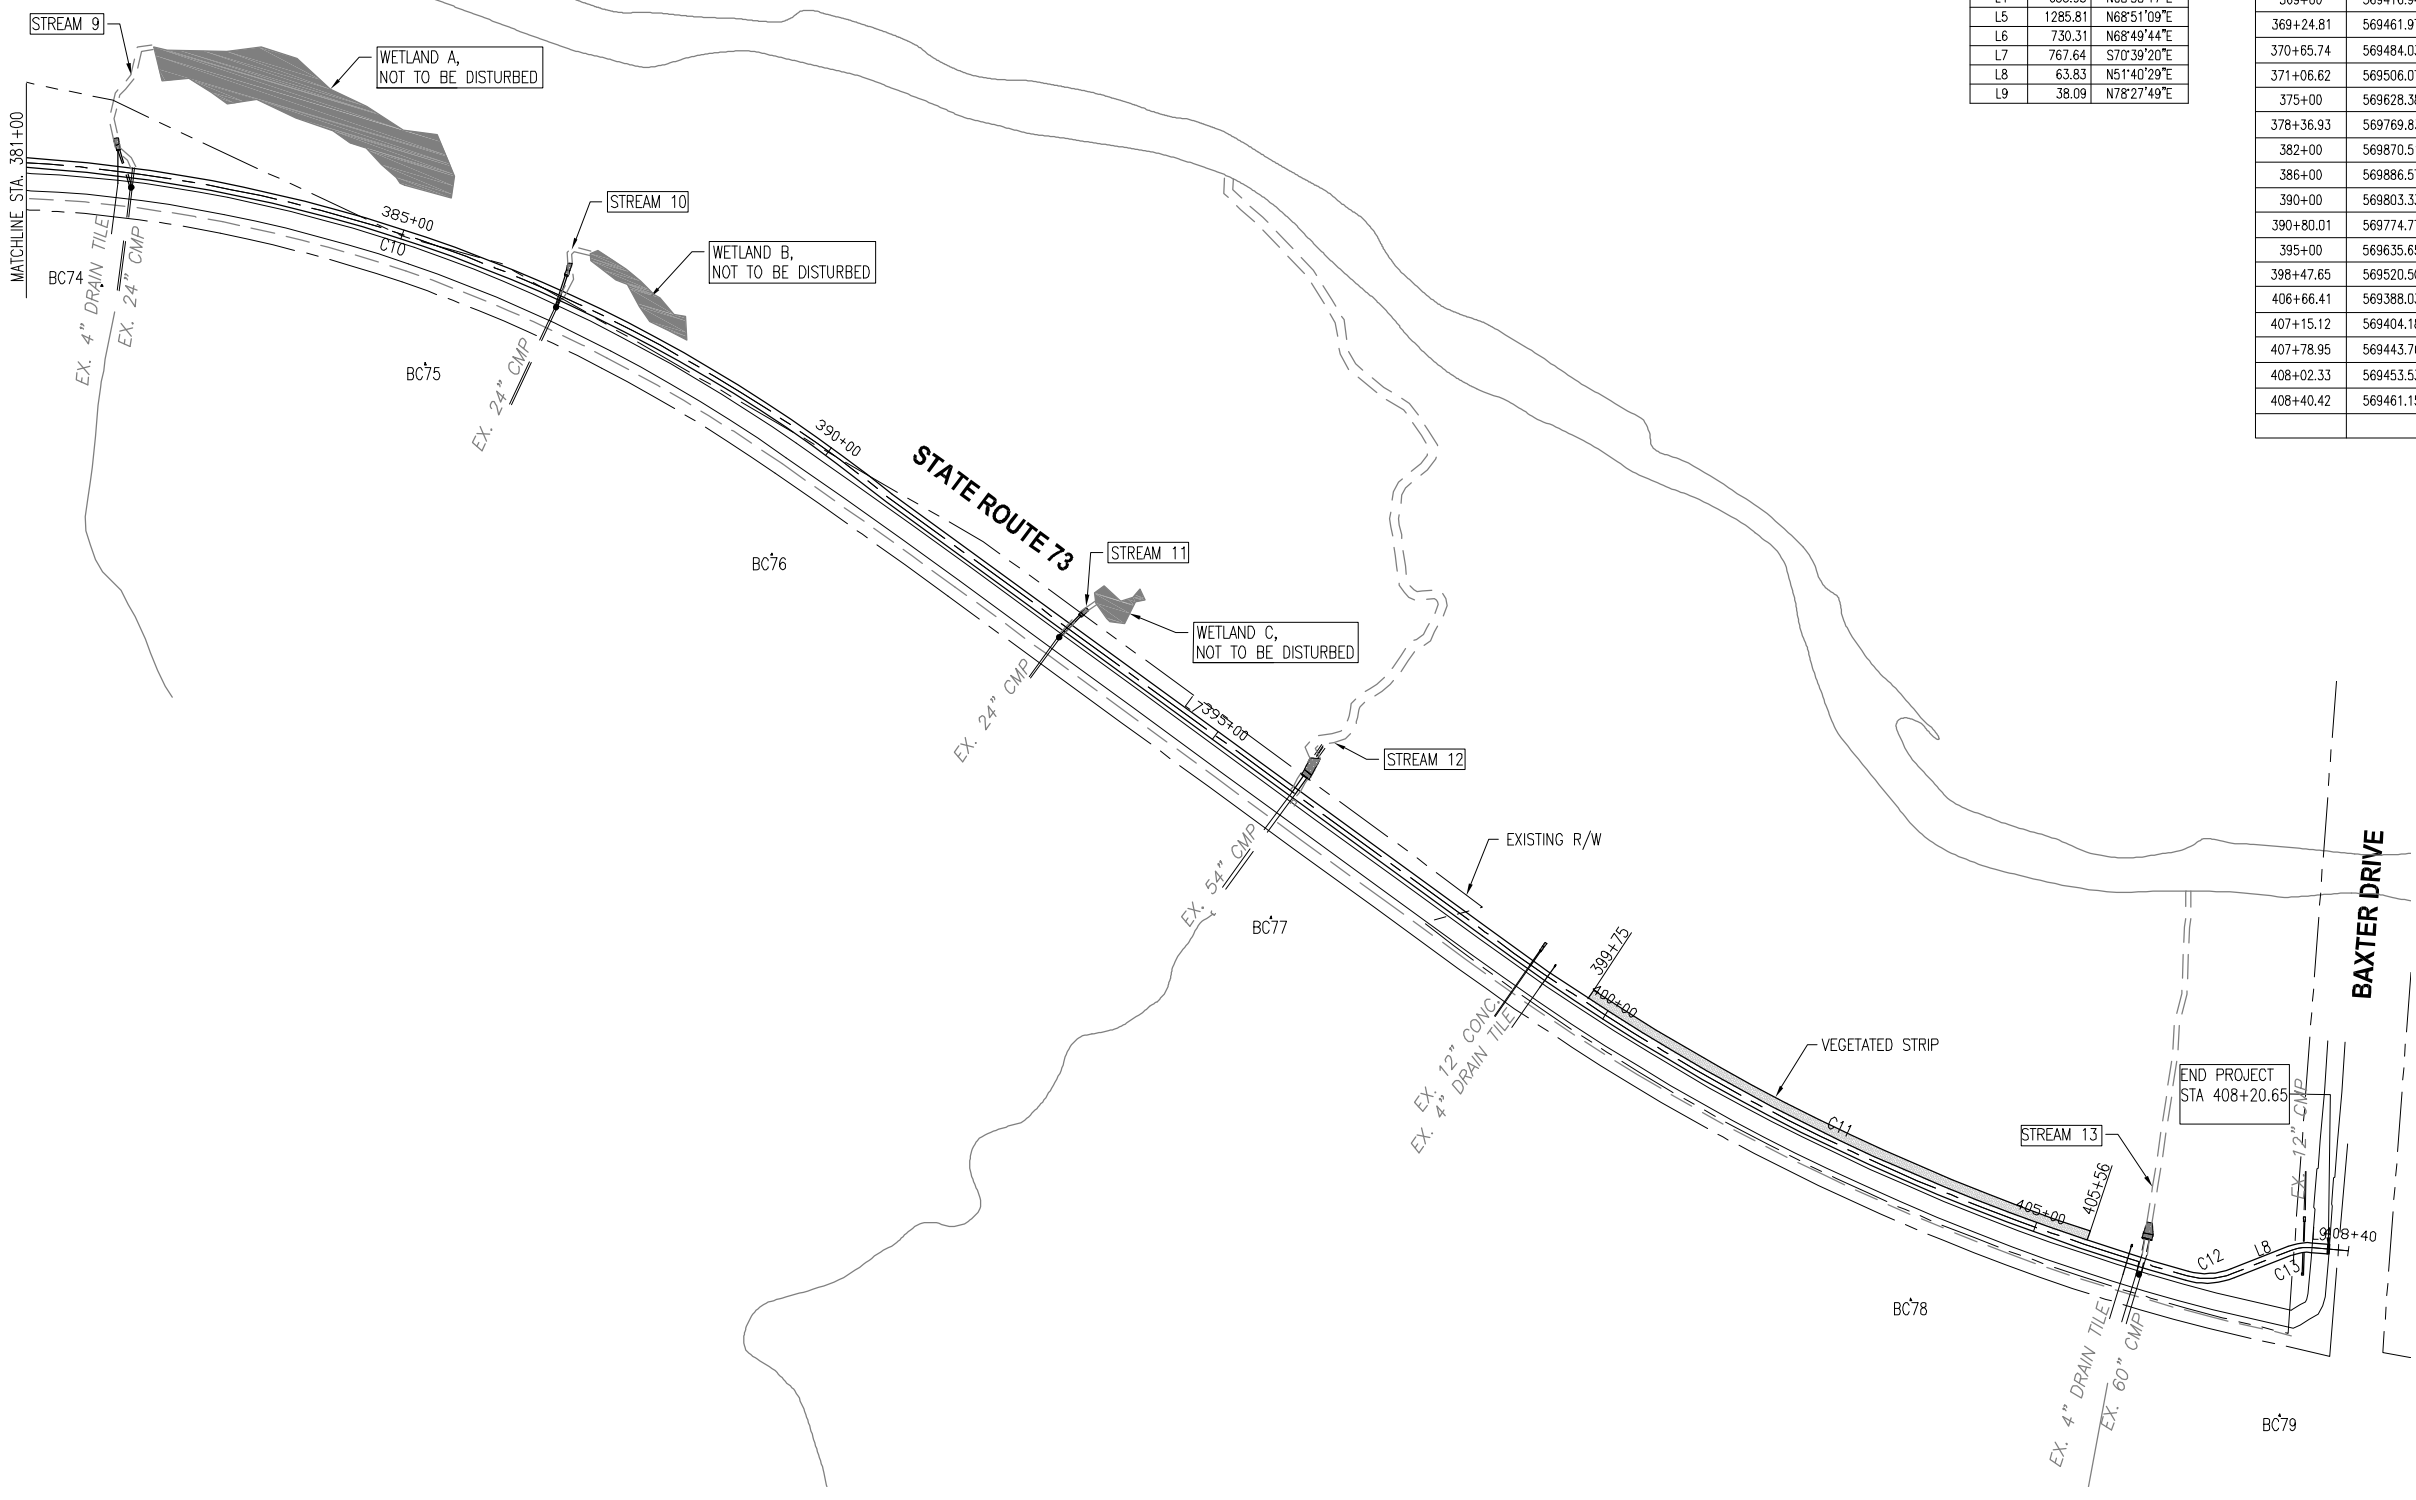 L5 1285.81 N68°51'09"E
L6 730.31 N68°49'44"E
L7 767.64 S70°39'20"E
L8 63.83 N51°40'29"E
L9 38.09 N78°27'49"E
369+24.81
370+65.74
371+06.62
375+00
378+36.93
382+00
386+00
390+00
390+80.01
395+00
398+47.65
406+66.41
407+15.12
407+78.95
408+02.33
408+40.42
STREAM 9
WETLAND A,
NOT TO BE DISTURBED
MATCHLINE STA. 381+00
BC74
EX. 4" DRAIN TILE
EX. 24" CMP
385+00
C10
STREAM 10
WETLAND B,
NOT TO BE DISTURBED
BC75
EX. 24" CMP
390+00
STATE ROUTE 73
BC76
STREAM 11
WETLAND C,
NOT TO BE DISTURBED
EX. 24" CMP
L7
395+00
STREAM 12
EX. 54" CMP
BC77
EXISTING R/W
399+75
400+00
EX. 12" CONC.
EX. 4" DRAIN TILE
VEGETATED STRIP
C11
BAXTER DRIVE
END PROJECT
STA 408+20.65
STREAM 13
EX. 12" CMP
405+56
405+00
C12
L8
C13
L9
408+40
BC78
EX. 4" DRAIN TILE
EX. 60" CMP
BC79